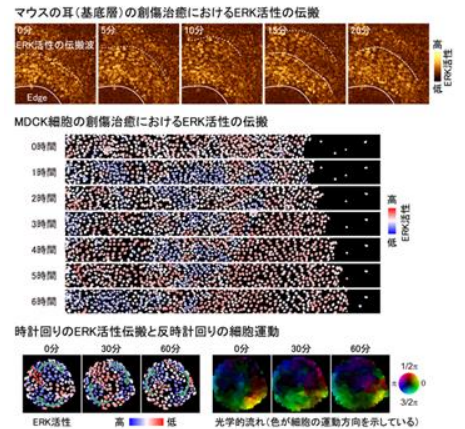 マウスの耳(基底層)の創傷治癒におけるERK活性の伝搬
0分 5分 10分 15分 20分
ERK活性の伝搬波
Edge
高
低
ERK活性
MDCK細胞の創傷治癒におけるERK活性の伝搬
0時間
1時間
2時間
3時間
4時間
5時間
6時間
高
低
ERK活性
時計回りのERK活性伝搬と反時計回りの細胞運動
0分 30分 60分 0分 30分 60分
1/2π
π 0
3/2π
ERK活性 高 低 光学的流れ(色が細胞の運動方向を示している)